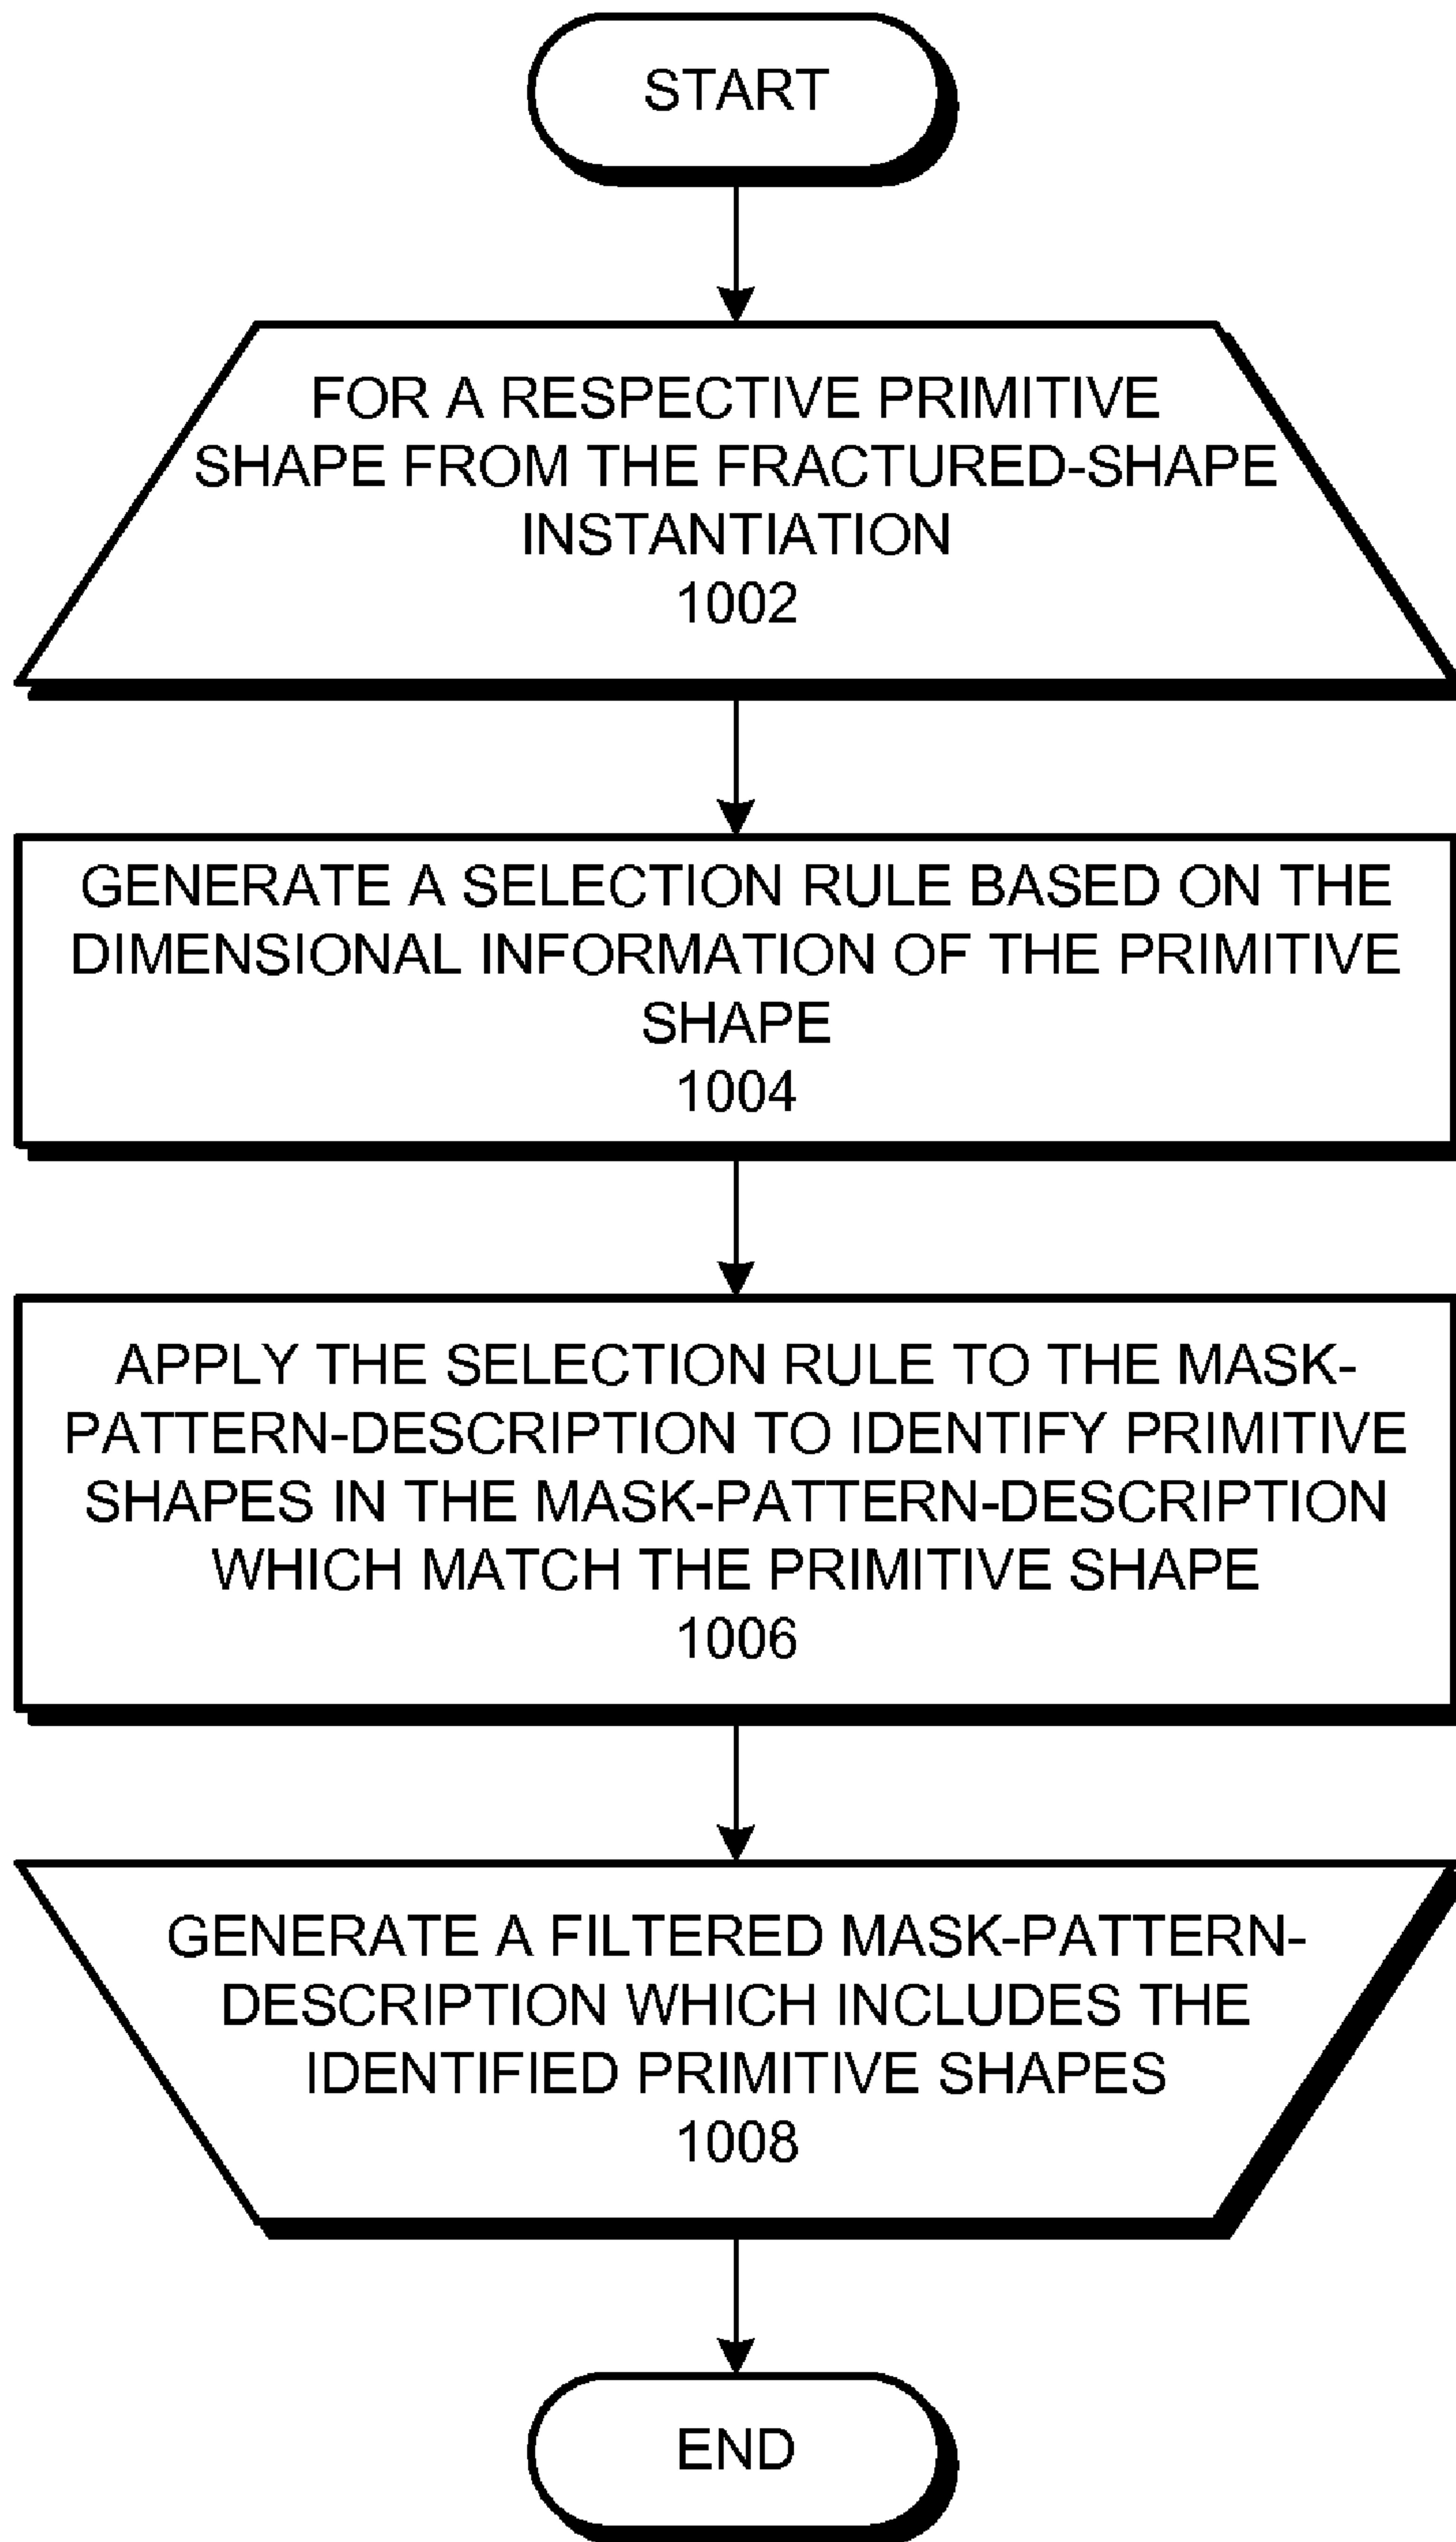 START
FOR A RESPECTIVE PRIMITIVE
SHAPE FROM THE FRACTURED-SHAPE
INSTANTIATION
1002
GENERATE A SELECTION RULE BASED ON THE
DIMENSIONAL INFORMATION OF THE PRIMITIVE
SHAPE
1004
APPLY THE SELECTION RULE TO THE MASK-
PATTERN-DESCRIPTION TO IDENTIFY PRIMITIVE
SHAPES IN THE MASK-PATTERN-DESCRIPTION
WHICH MATCH THE PRIMITIVE SHAPE
1006
GENERATE A FILTERED MASK-PATTERN-
DESCRIPTION WHICH INCLUDES THE
IDENTIFIED PRIMITIVE SHAPES
1008
END